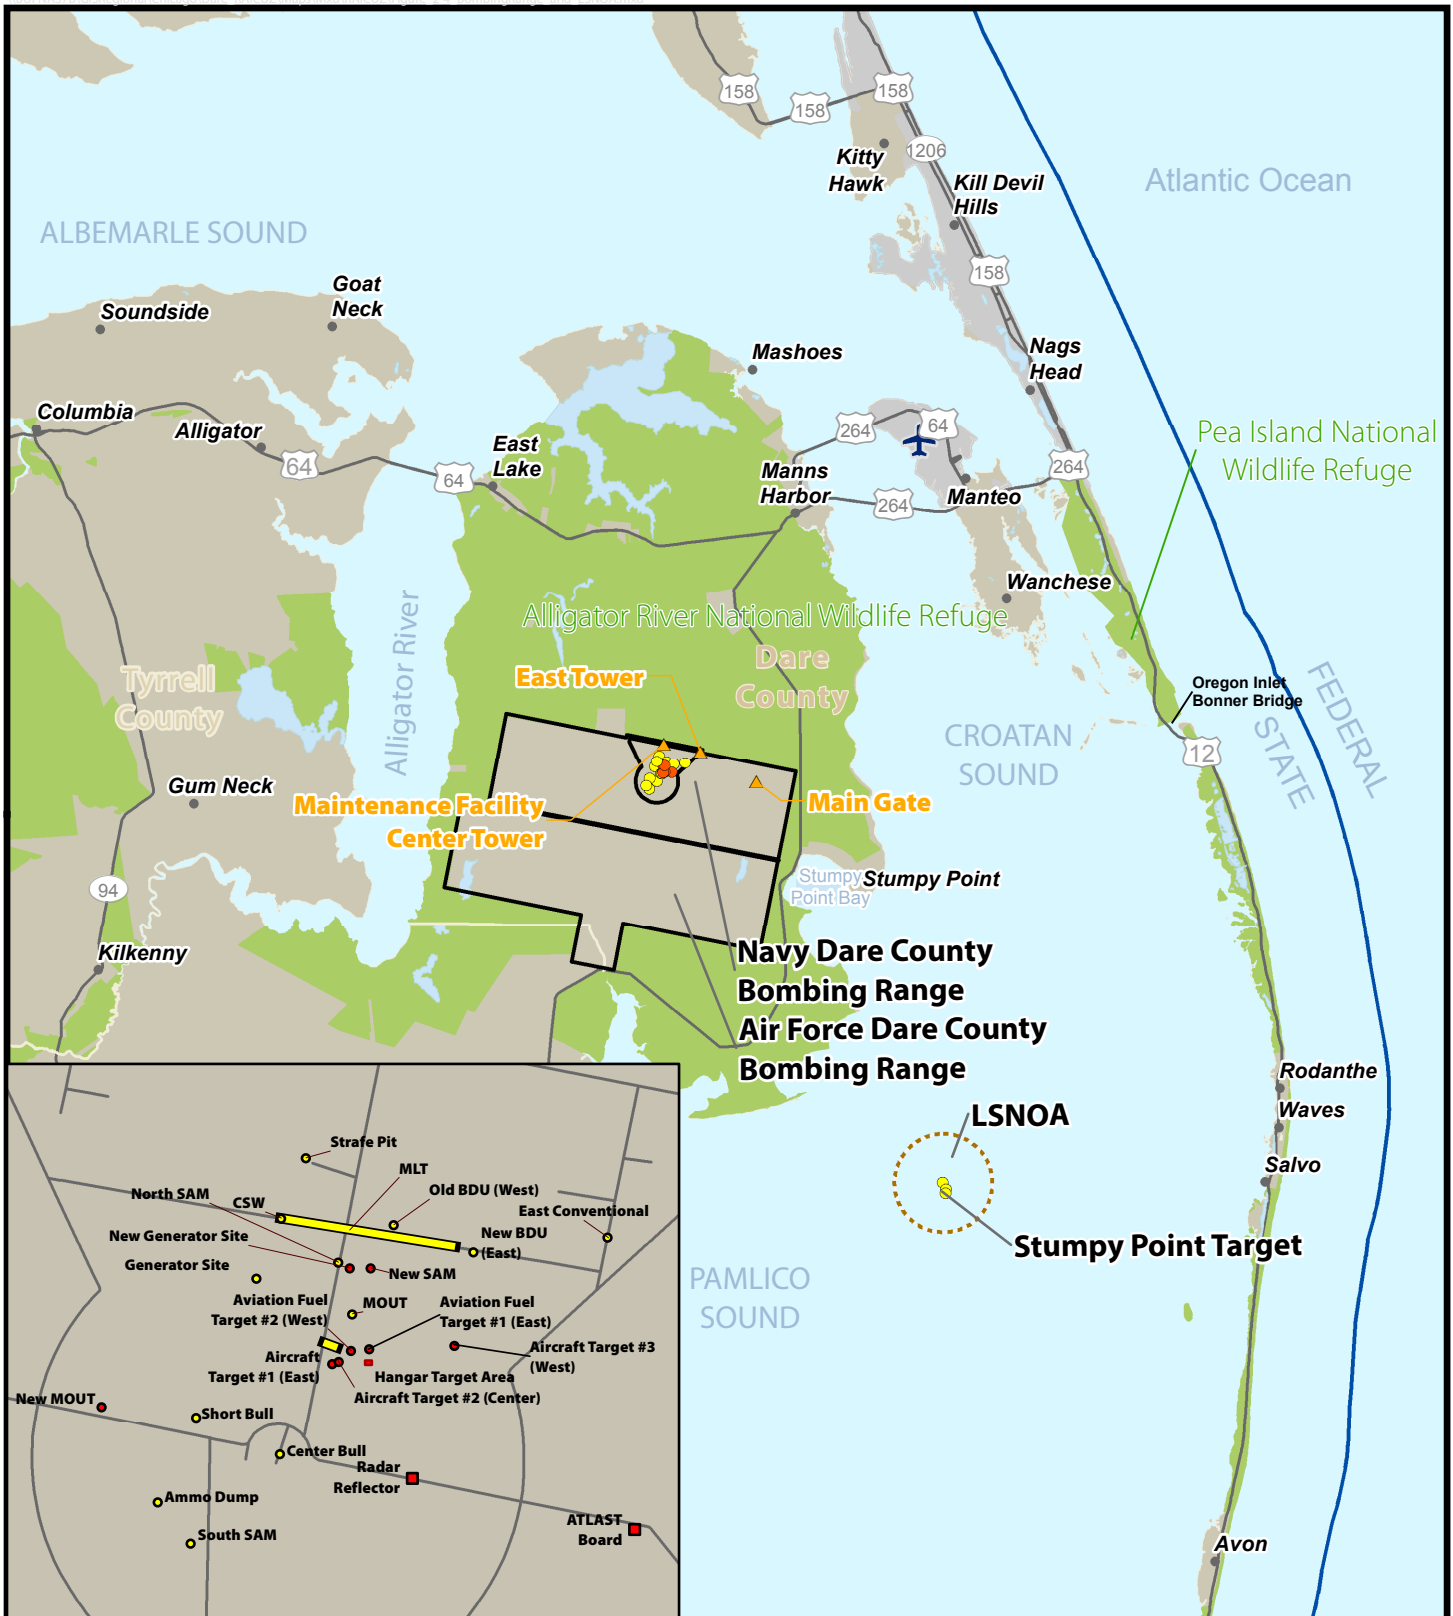 158
158
158
1206
Kitty
Hawk
Kill Devil
Hills
Atlantic Ocean
ALBEMARLE SOUND
158
Goat
Neck
Soundside
Nags
Head
Mashoes
Columbia
Alligator
64
64
East
Lake
264
64
Manns
Harbor
264
Manteo
264
Pea Island National
Wildlife Refuge
Wanchese
Alligator River National Wildlife Refuge
Alligator River
Dare
County
Tyrrell
County
East Tower
Oregon Inlet
Bonner Bridge
FEDERAL
STATE
CROATAN
SOUND
12
Gum Neck
Maintenance Facility
Center Tower
Main Gate
Stumpy
Point Bay
Stumpy Point
94
Kilkenny
Navy Dare County
Bombing Range
Air Force Dare County
Bombing Range
Rodanthe
Waves
Salvo
LSNOA
Stumpy Point Target
PAMLICO
SOUND
Avon
Strafe Pit
MLT
North SAM
CSW
Old BDU (West)
East Conventional
New Generator Site
New BDU
(East)
Generator Site
New SAM
Aviation Fuel
Target #2 (West)
MOUT
Aviation Fuel
Target #1 (East)
Aircraft Target #3
(West)
Aircraft
Target #1 (East)
Hangar Target Area
Aircraft Target #2 (Center)
New MOUT
Short Bull
Center Bull
Radar
Reflector
Ammo Dump
South SAM
ATLAST
Board